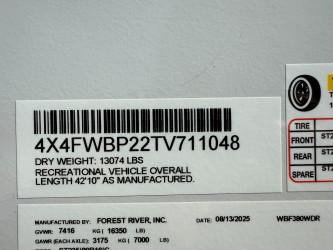 4X4FWBP22TV711048
DRY WEIGHT: 13074 LBS
RECREATIONAL VEHICLE OVERALL
LENGTH 42'10" AS MANUFACTURED.
TIRE
FRONT
REAR
SPARE
MANUFACTURED BY: FOREST RIVER, INC. DATE: 08/13/2025 WBF380WDR
GVWR: 7416 KG ( 16350 LB)
GAWR (EACH AXLE): 3175 KG ( 7000 LB)